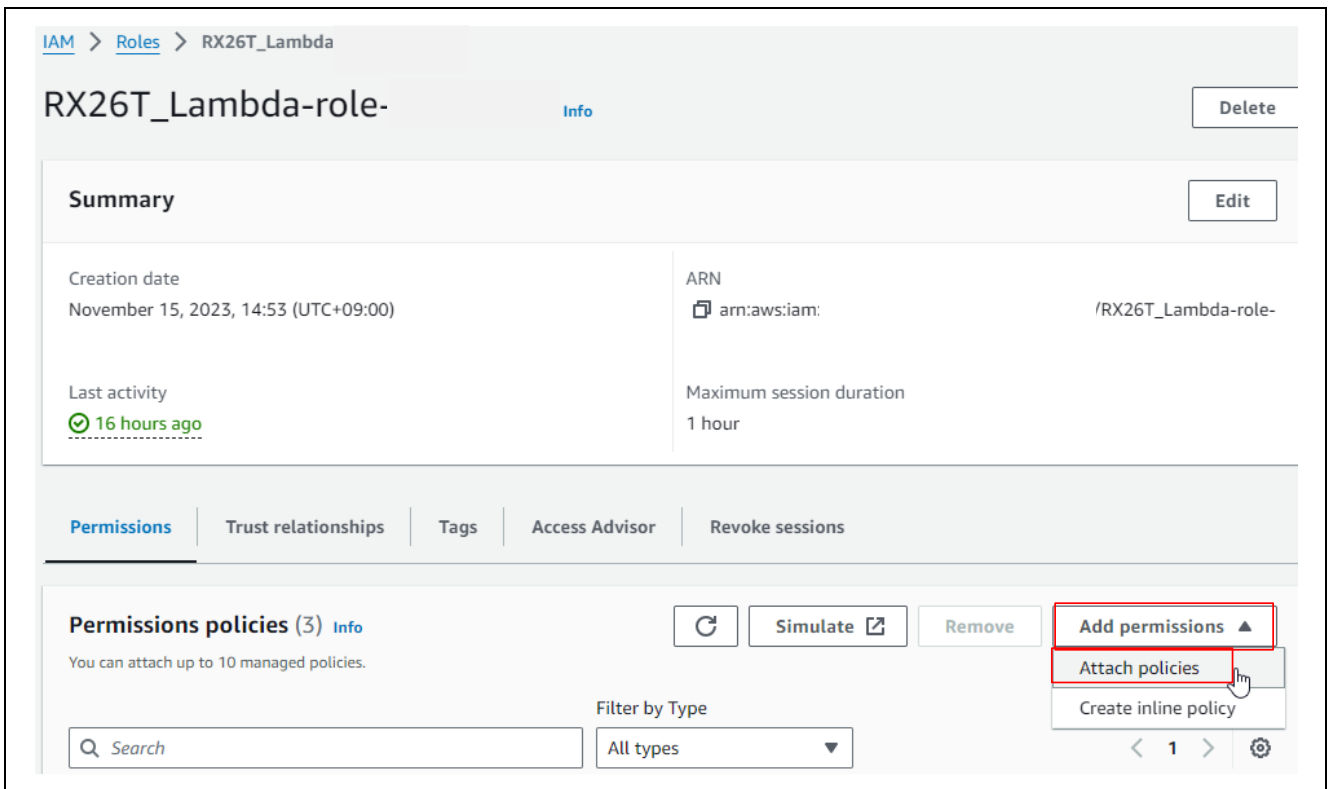 IAM > Roles > RX26T_Lambda
RX26T_Lambda-role- Info
Delete
Summary
Edit
Creation date
November 15, 2023, 14:53 (UTC+09:00)
ARN
arn:aws:iam: /RX26T_Lambda-role-
Last activity
16 hours ago
Maximum session duration
1 hour
Permissions Trust relationships Tags Access Advisor Revoke sessions
Permissions policies (3) Info
Simulate Remove Add permissions
You can attach up to 10 managed policies.
Attach policies
Create inline policy
Filter by Type
Search
All types
< 1 >